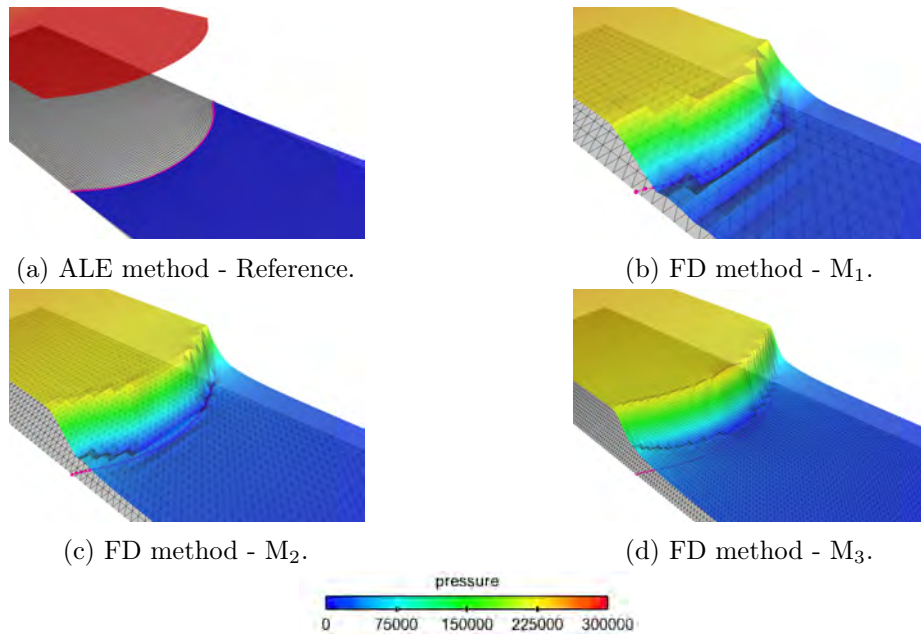 (a) ALE method - Reference.
(b) FD method - M₁.
(c) FD method - M₂.
(d) FD method - M₃.
pressure
0 75000 150000 225000 300000